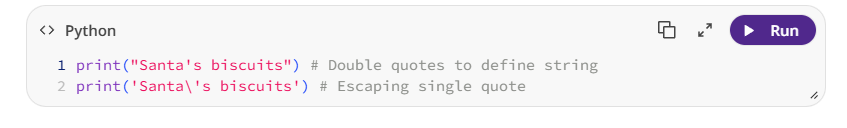 <> Python Run
1 print("Santa's biscuits") # Double quotes to define string
2 print('Santa\'s biscuits') # Escaping single quote